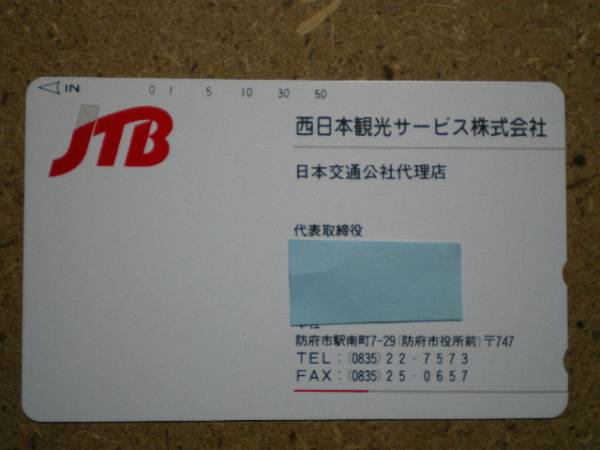 IN
0 1 5 10 30 50
JTB
西日本観光サービス株式会社
日本交通公社代理店
代表取締役
防府市駅南町7-29(防府市役所前)〒747
TEL:(0835)22-7573
FAX:(0835)25-0657